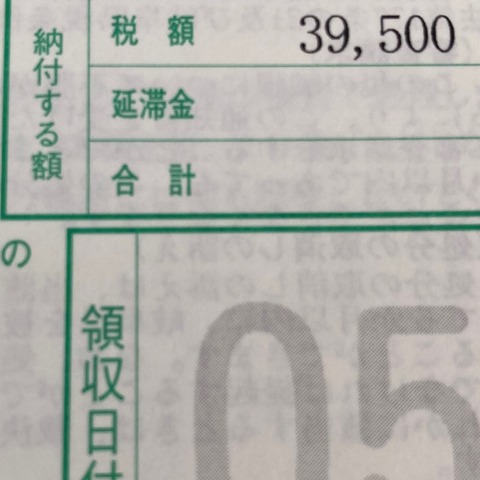 納付する額
税額 39,500
延滞金
合計
の
領収日付
05